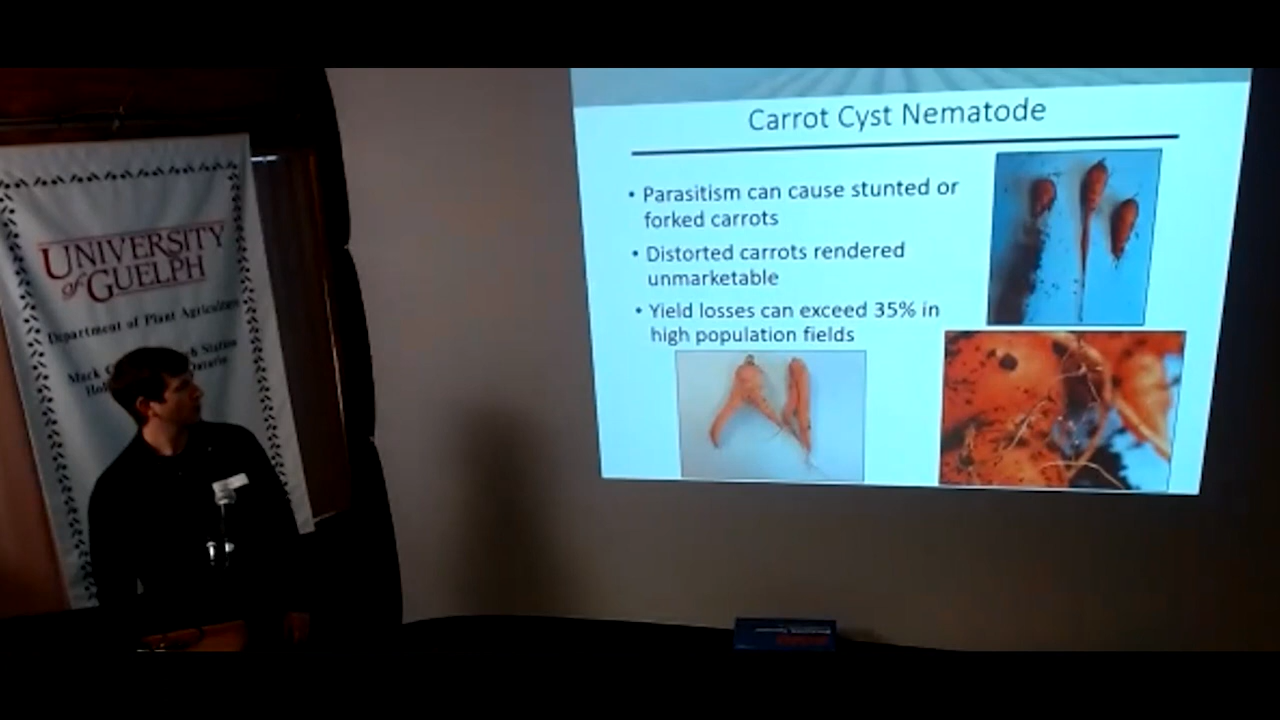 UNIVERSITY
of GUELPH
Department of Plant Agriculture
Carrot Cyst Nematode
• Parasitism can cause stunted or
forked carrots
• Distorted carrots rendered
unmarketable
• Yield losses can exceed 35% in
high population fields